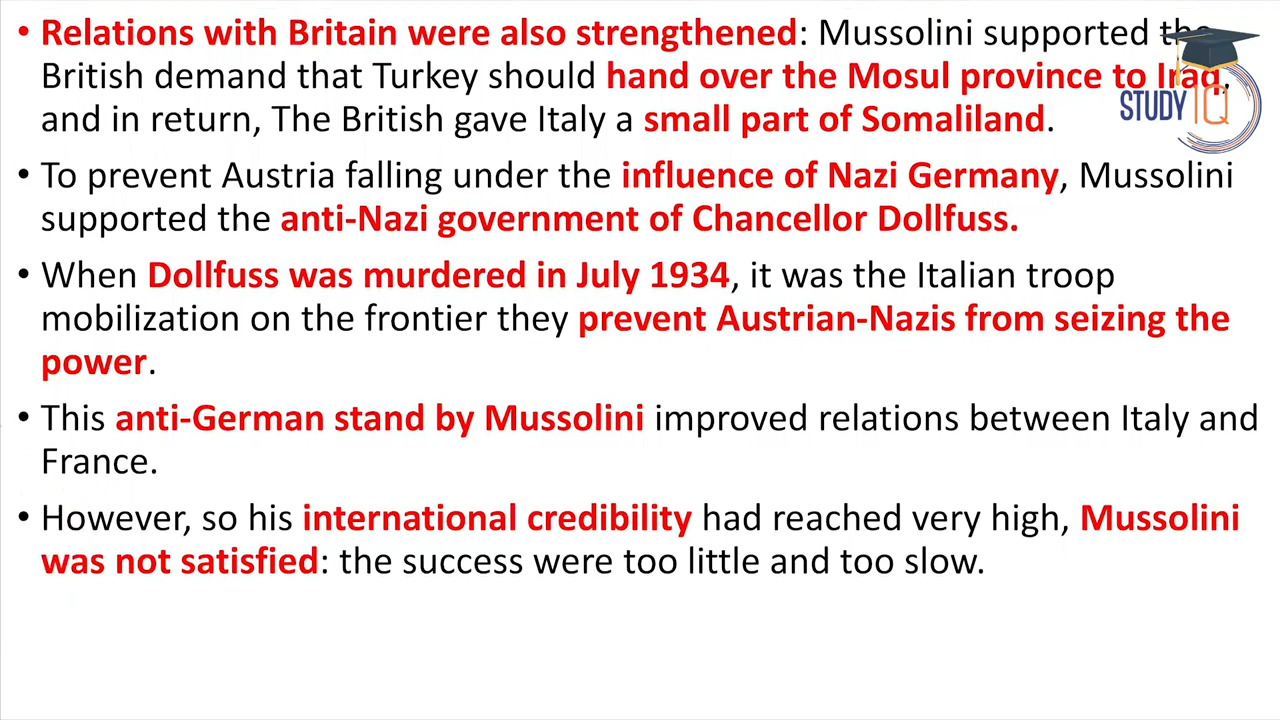 • Relations with Britain were also strengthened: Mussolini supported the
British demand that Turkey should hand over the Mosul province to Iraq,
and in return, The British gave Italy a small part of Somaliland.
• To prevent Austria falling under the influence of Nazi Germany, Mussolini
supported the anti-Nazi government of Chancellor Dollfuss.
• When Dollfuss was murdered in July 1934, it was the Italian troop
mobilization on the frontier they prevent Austrian-Nazis from seizing the
power.
• This anti-German stand by Mussolini improved relations between Italy and
France.
• However, so his international credibility had reached very high, Mussolini
was not satisfied: the success were too little and too slow.
STUDY IQ